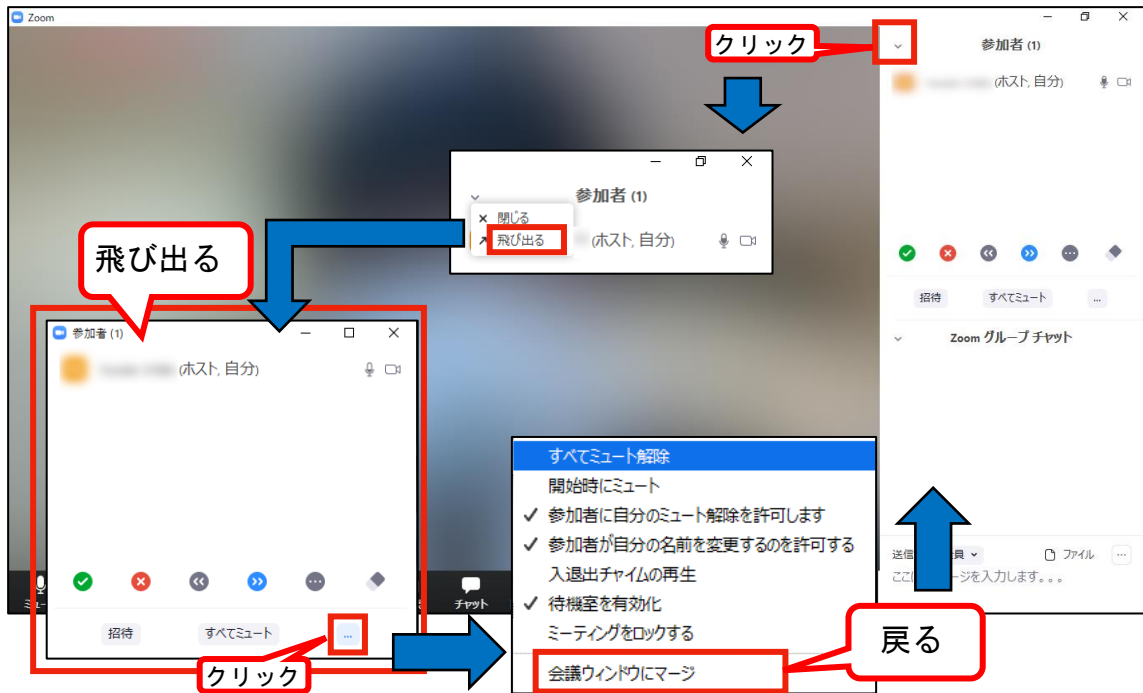 Zoom
クリック
参加者 (1)
(ホスト, 自分)
参加者 (1)
閉じる
飛び出る
(ホスト, 自分)
飛び出る
招待
すべてミュート
...
Zoom グループ チャット
参加者 (1)
(ホスト, 自分)
すべてミュート解除
開始時にミュート
参加者に自分のミュート解除を許可します
参加者が自分の名前を変更するのを許可する
入退出チャイムの再生
待機室を有効化
ミーティングをロックする
会議ウィンドウにマージ
ファイル
...
ージを入力します。。。
チャット
招待
すべてミュート
...
クリック
戻る